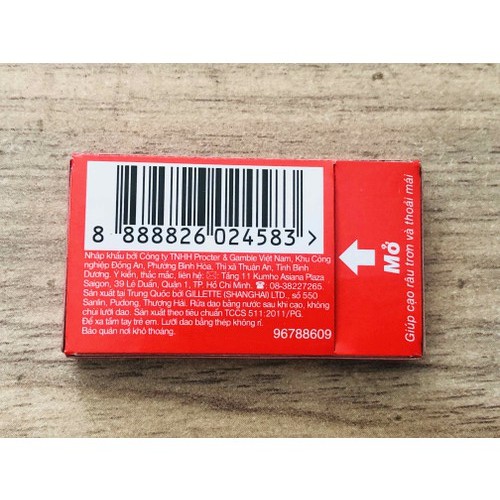 8 888826 024583 >
Nhập khẩu bởi Công ty TNHH Procter & Gamble Việt Nam, Khu Công
nghiệp Đồng An, Phường Bình Hòa, Thị xã Thuận An, Tỉnh Bình
Dương. Ý kiến, thắc mắc, liên hệ: ✉: Tầng 11 Kumho Asiana Plaza
Saigon, 39 Lê Duẩn, Quận 1, TP. Hồ Chí Minh. ☎: 08-38227265.
Sản xuất tại Trung Quốc bởi GILLETTE (SHANGHAI) LTD., số 550
Sanlin, Pudong, Thượng Hải. Rửa dao bằng nước sau khi cạo, không
chùi lưỡi dao. Sản xuất theo tiêu chuẩn TCCS 511:2011/PG.
Để xa tầm tay trẻ em. Lưỡi dao bằng thép không rỉ.
Bảo quản nơi khô thoáng.
96788609
Mở
Giúp cạo râu trơn và thoải mái